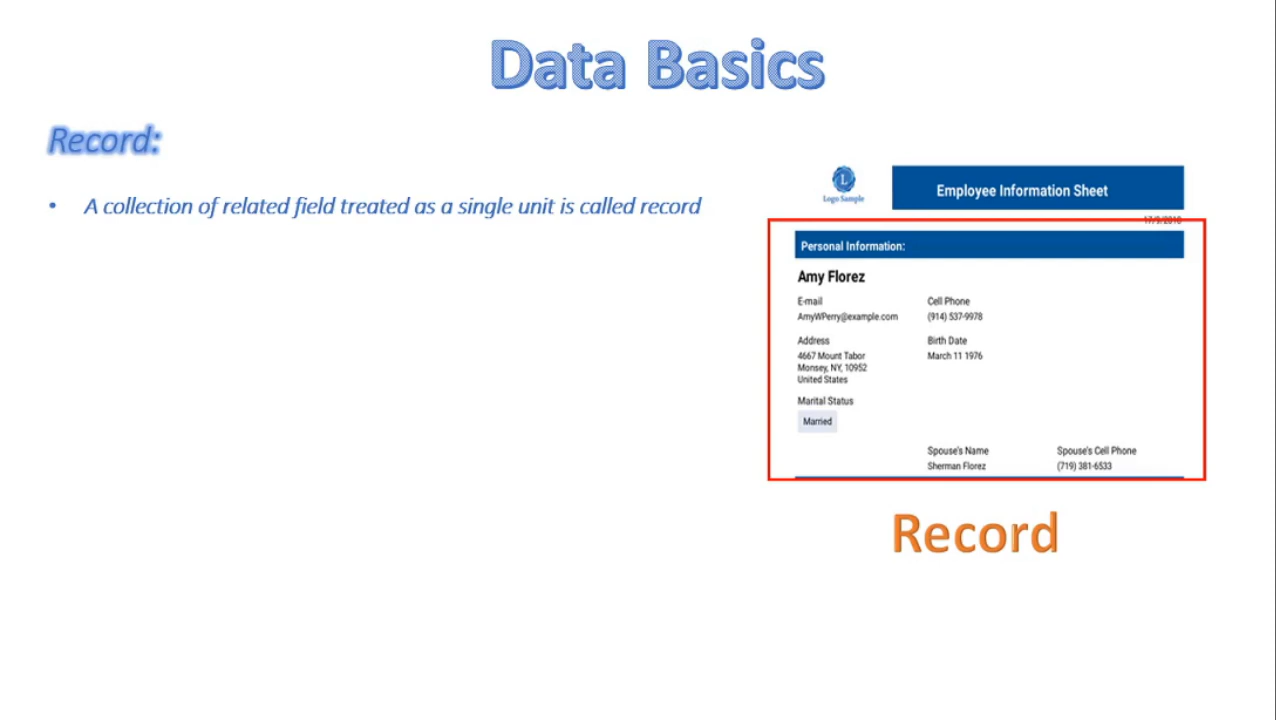 Data Basics
Record:
• A collection of related field treated as a single unit is called record
L
Logo Sample
Employee Information Sheet
17/3/2010
Personal Information:
Amy Florez
E-mail
AmyWPerry@example.com
Cell Phone
(914) 537-9978
Address
4667 Mount Tabor
Monsey, NY, 10952
United States
Birth Date
March 11 1976
Marital Status
Married
Spouse's Name
Sherman Florez
Spouse's Cell Phone
(719) 381-6533
Record